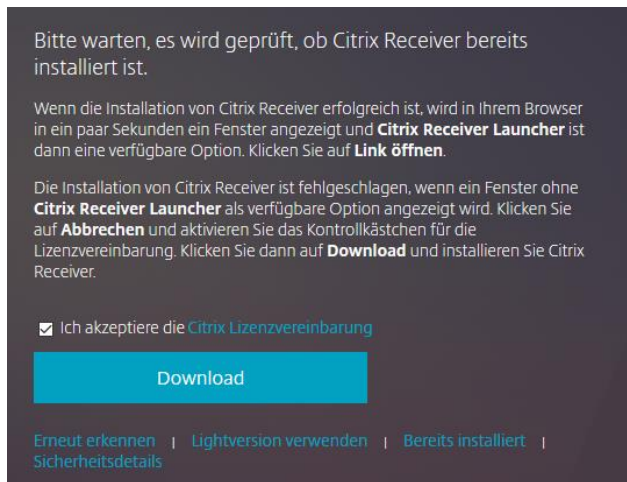 Bitte warten, es wird geprüft, ob Citrix Receiver bereits
installiert ist.
Wenn die Installation von Citrix Receiver erfolgreich ist, wird in Ihrem Browser
in ein paar Sekunden ein Fenster angezeigt und Citrix Receiver Launcher ist
dann eine verfügbare Option. Klicken Sie auf Link öffnen.
Die Installation von Citrix Receiver ist fehlgeschlagen, wenn ein Fenster ohne
Citrix Receiver Launcher als verfügbare Option angezeigt wird. Klicken Sie
auf Abbrechen und aktivieren Sie das Kontrollkästchen für die
Lizenzvereinbarung. Klicken Sie dann auf Download und installieren Sie Citrix
Receiver.
Ich akzeptiere die Citrix Lizenzvereinbarung
Download
Erneut erkennen | Lightversion verwenden | Bereits installiert |
Sicherheitsdetails